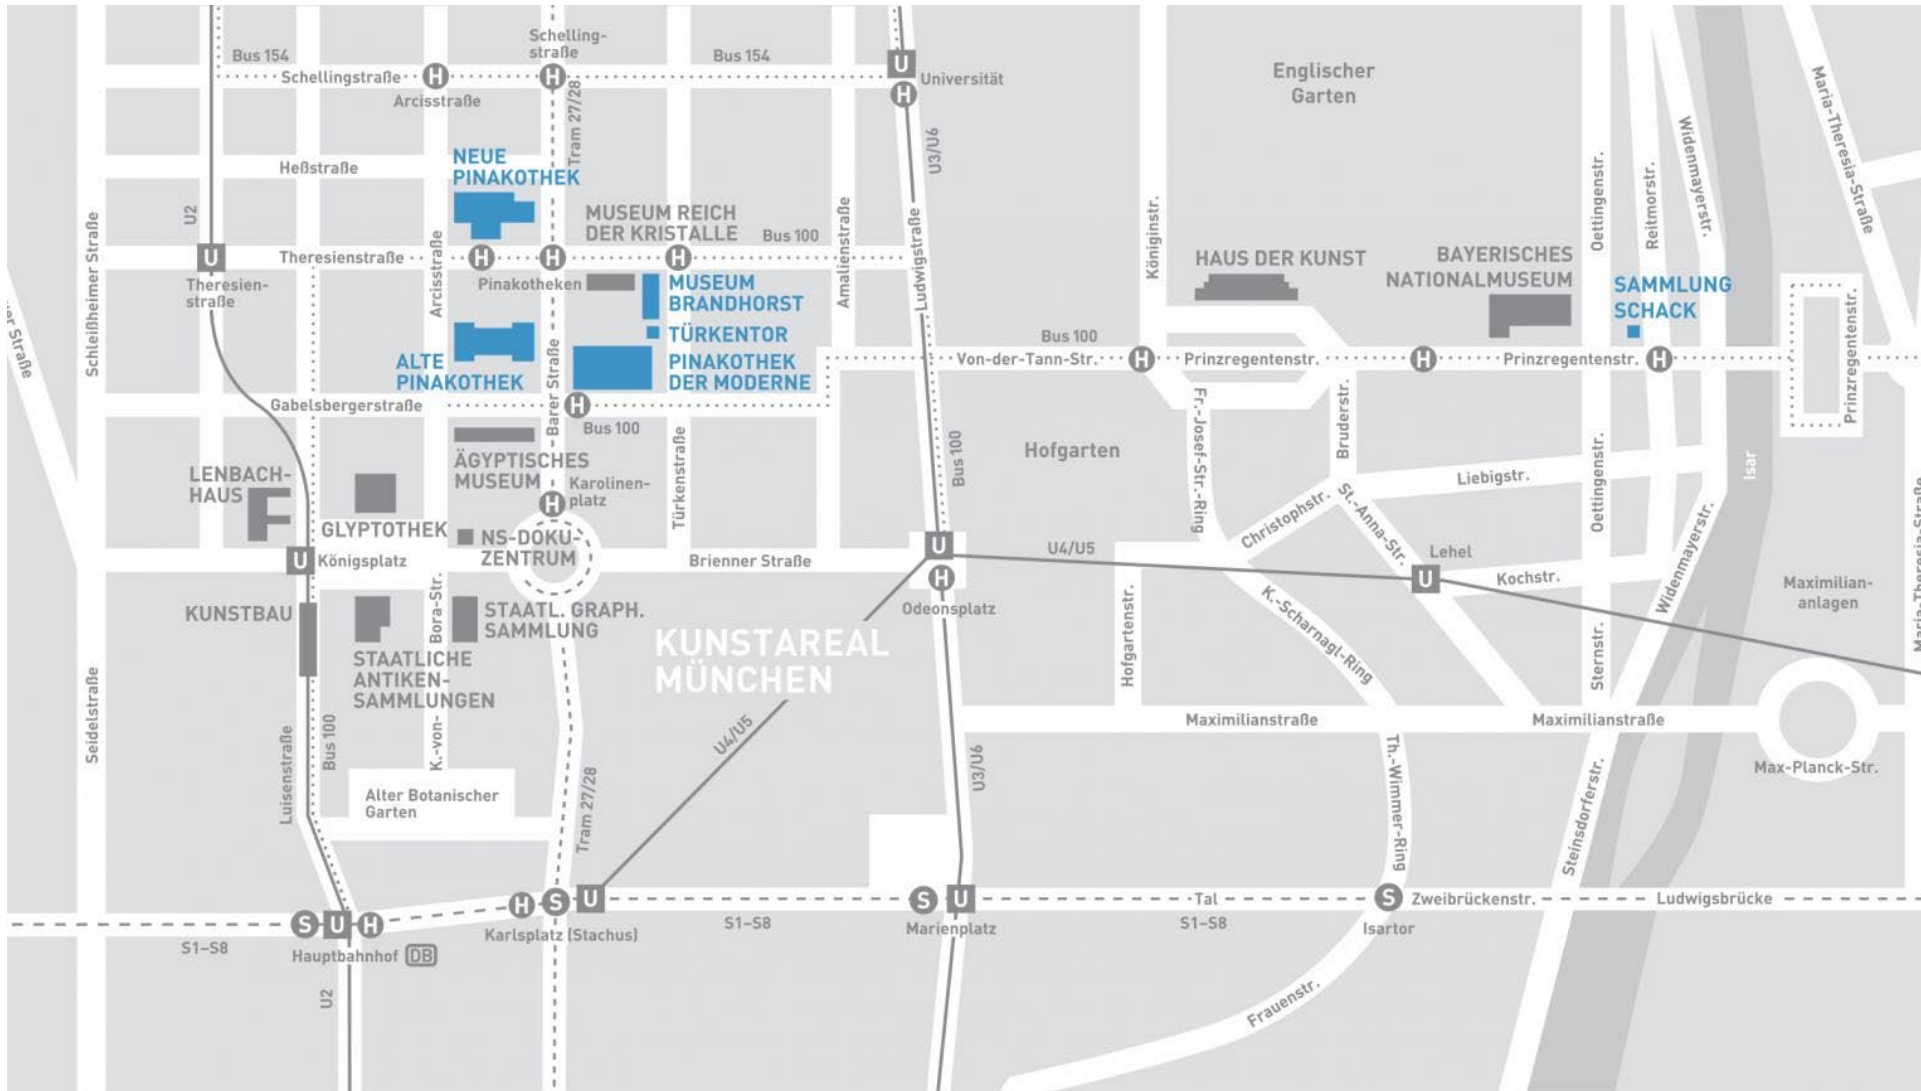 Schelling-
straße
Bus 154
Bus 154
Schellingstraße
H
H
U
Universität
Arcisstraße
H
Englischer
Garten
Tram 27/28
U3/U6
Maria-Theresia-Straße
Widenmayerstr.
NEUE
PINAKOTHEK
Heßstraße
Oettingenstr.
Reitmorstr.
U2
MUSEUM REICH
DER KRISTALLE
Bus 100
Amalienstraße
Ludwigstraße
Königinstr.
Schleißheimer Straße
U
Theresienstraße
Arcisstraße
H
H
H
Theresien-
straße
Pinakotheken
MUSEUM
BRANDHORST
HAUS DER KUNST
BAYERISCHES
NATIONALMUSEUM
SAMMLUNG
SCHACK
er Straße
TÜRKENTOR
Bus 100
ALTE
PINAKOTHEK
Barer Straße
PINAKOTHEK
DER MODERNE
Von-der-Tann-Str.
H
Prinzregentenstr.
H
Prinzregentenstr.
H
Prinzregentenstr.
Gabelsbergerstraße
H
Bus 100
Fr.-Josef-Str.-Ring
Bruderstr.
Türkenstraße
Bus 100
Hofgarten
ÄGYPTISCHES
MUSEUM
Karolinen-
platz
H
LENBACH-
HAUS
GLYPTOTHEK
Liebigstr.
Oettingenstr.
Isar
Christophstr.
St.-Anna-Str.
Widenmayerstr.
Maria-Theresia-Straße
NS-DOKU-
ZENTRUM
U
Königsplatz
Brienner Straße
U
U4/U5
Lehel
U
Kochstr.
H
Odeonsplatz
Maximilian-
anlagen
KUNSTBAU
K.-von-
Bora-Str.
STAATL. GRAPH.
SAMMLUNG
KUNSTAREAL
MÜNCHEN
Hofgartenstr.
K.-Scharnagl-Ring
Sternstr.
STAATLICHE
ANTIKEN-
SAMMLUNGEN
Seidelstraße
Luisenstraße
Bus 100
U4/U5
U3/U6
Maximilianstraße
Maximilianstraße
Th.-Wimmer-Ring
Max-Planck-Str.
Alter Botanischer
Garten
Tram 27/28
Steinsdorferstr.
H
S
U
S
U
Tal
S
Zweibrückenstr.
Ludwigsbrücke
S
U
H
S1–S8
Karlsplatz (Stachus)
S1–S8
Marienplatz
S1–S8
Isartor
Hauptbahnhof DB
U2
Frauenstr.